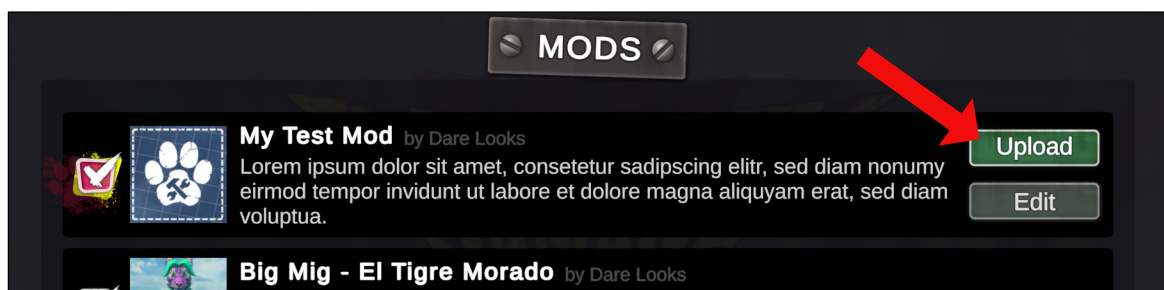 MODS
My Test Mod by Dare Looks
Lorem ipsum dolor sit amet, consetetur sadipscing elitr, sed diam nonumy
eirmod tempor invidunt ut labore et dolore magna aliquyam erat, sed diam
voluptua.
Upload
Edit
Big Mig - El Tigre Morado by Dare Looks